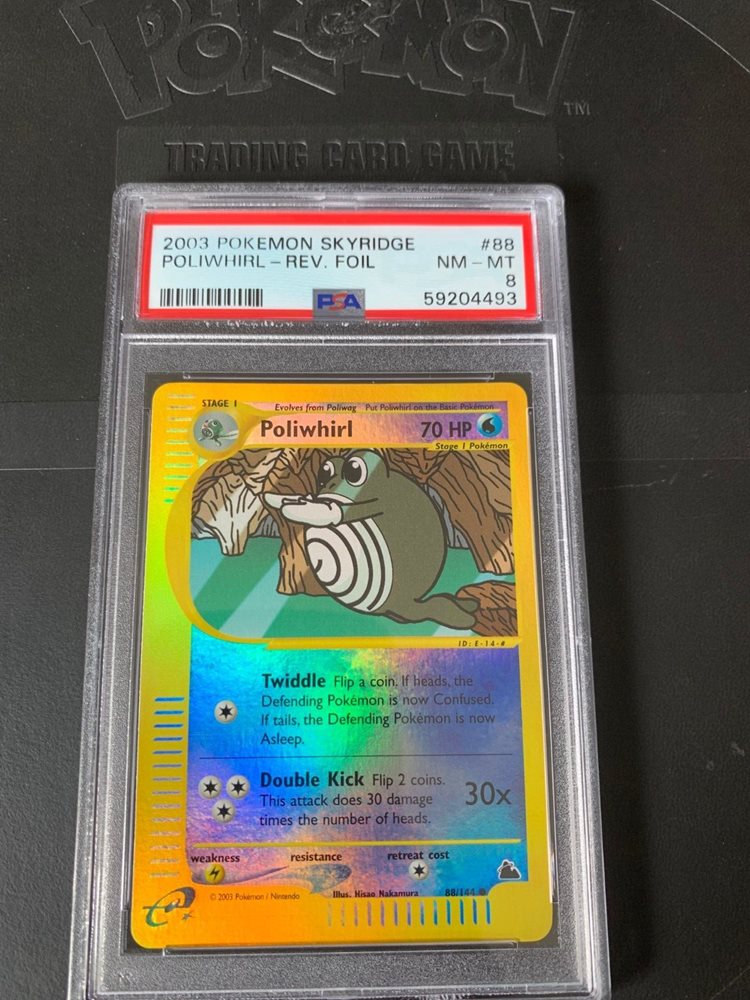 POKÉMON
TM
TRADING CARD GAME
2003 POKEMON SKYRIDGE #88
POLIWHIRL - REV. FOIL NM - MT
8
PSA 59204493
STAGE 1 Evolves from Poliwag Put Poliwhirl on the Basic Pokémon
Poliwhirl 70 HP
Stage 1 Pokémon
ID: E-14-#
Twiddle Flip a coin. If heads, the
Defending Pokémon is now Confused.
If tails, the Defending Pokémon is now
Asleep.
Double Kick Flip 2 coins.
This attack does 30 damage 30x
times the number of heads.
weakness resistance retreat cost
e
© 2003 Pokémon / Nintendo Illus. Hisao Nakamura 88/144